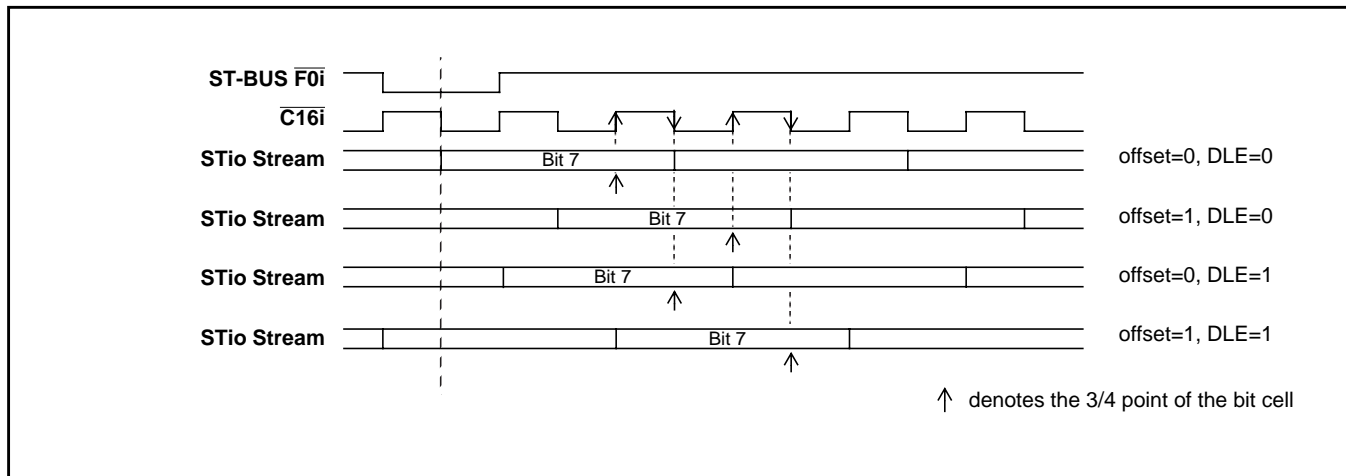 ST-BUS F0i
C16i
STio Stream Bit 7 offset=0, DLE=0
STio Stream Bit 7 offset=1, DLE=0
STio Stream Bit 7 offset=0, DLE=1
STio Stream Bit 7 offset=1, DLE=1
denotes the 3/4 point of the bit cell